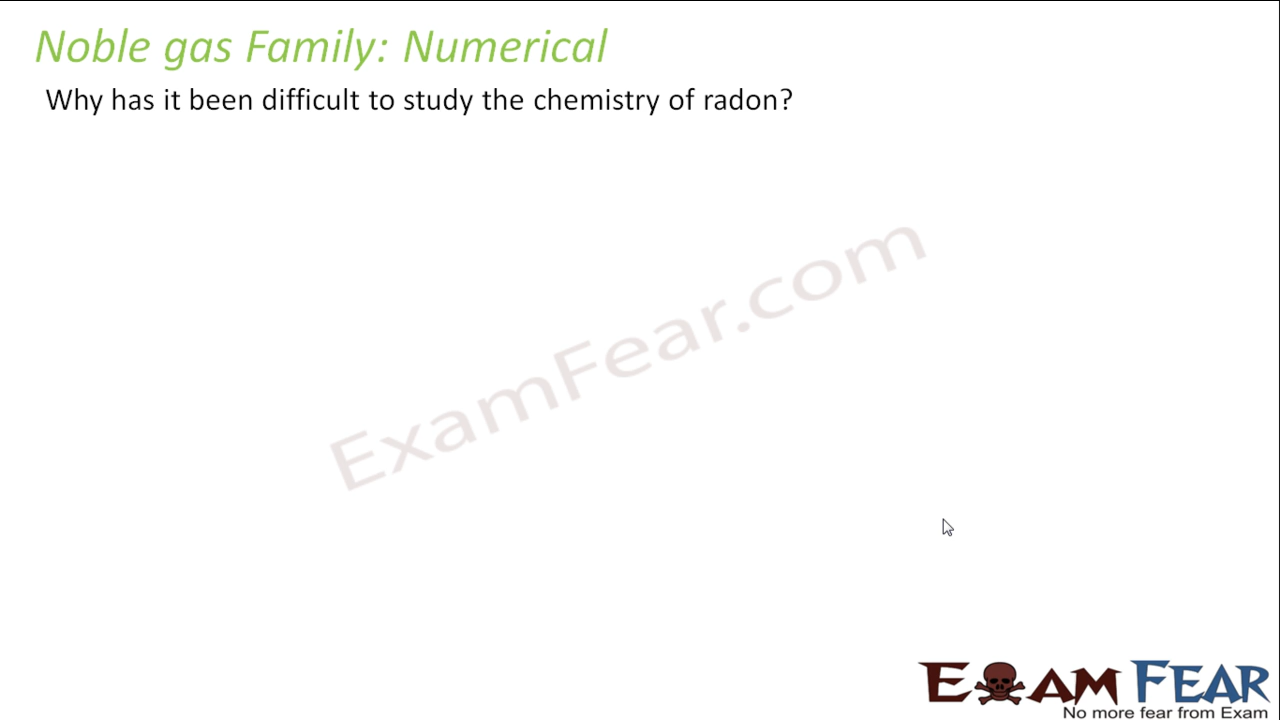 Noble gas Family: Numerical
Why has it been difficult to study the chemistry of radon?
ExamFear.com
EXAM FEAR
No more fear from Exam